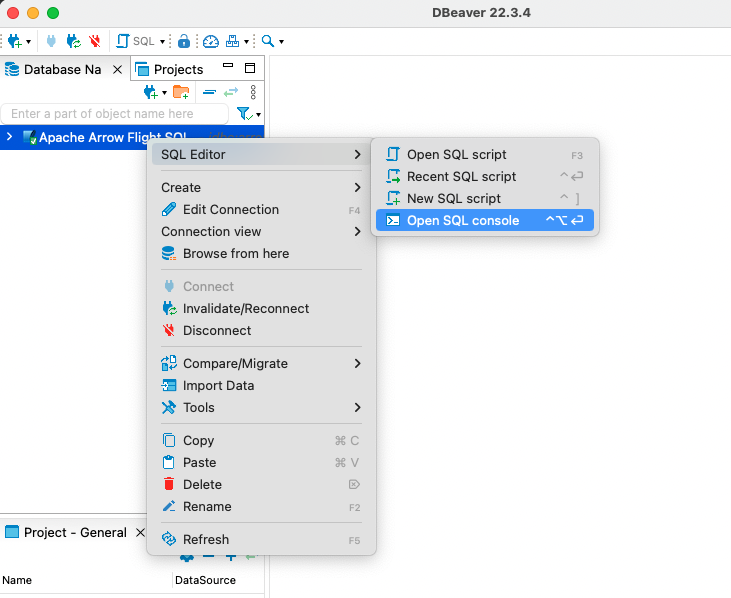 DBeaver 22.3.4
SQL
Database Na
Projects
Enter a part of object name here
Apache Arrow Flight SQL
SQL Editor
Open SQL script F3
Recent SQL script ^↩
New SQL script ^ ]
Open SQL console ^⌥↩
Create
Edit Connection F4
Connection view
Browse from here
Connect
Invalidate/Reconnect
Disconnect
Compare/Migrate
Import Data
Tools
Copy ⌘ C
Paste ⌘ V
Delete ⌦
Rename F2
Refresh F5
Project - General
Name DataSource